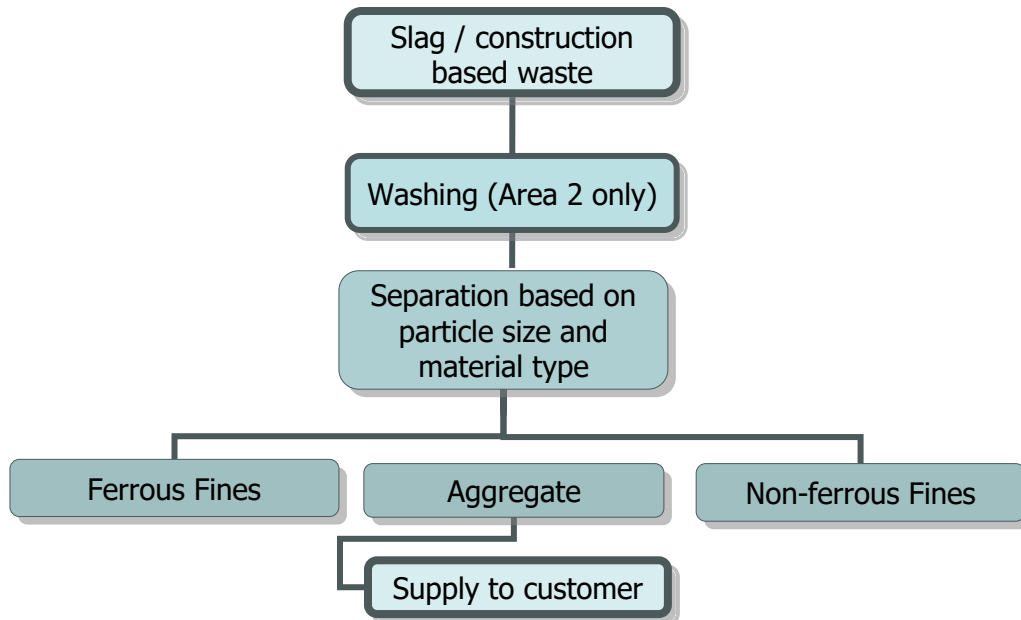 Slag / construction
based waste
Washing (Area 2 only)
Separation based on
particle size and
material type
Ferrous Fines
Aggregate
Non-ferrous Fines
Supply to customer